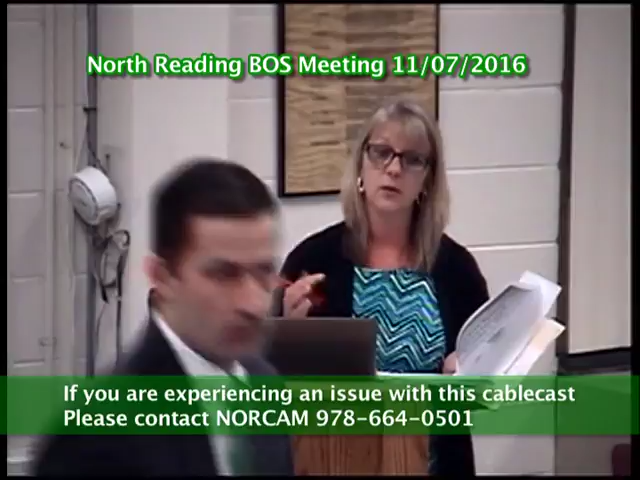 North Reading BOS Meeting 11/07/2016
If you are experiencing an issue with this cablecast
Please contact NORCAM 978-664-0501